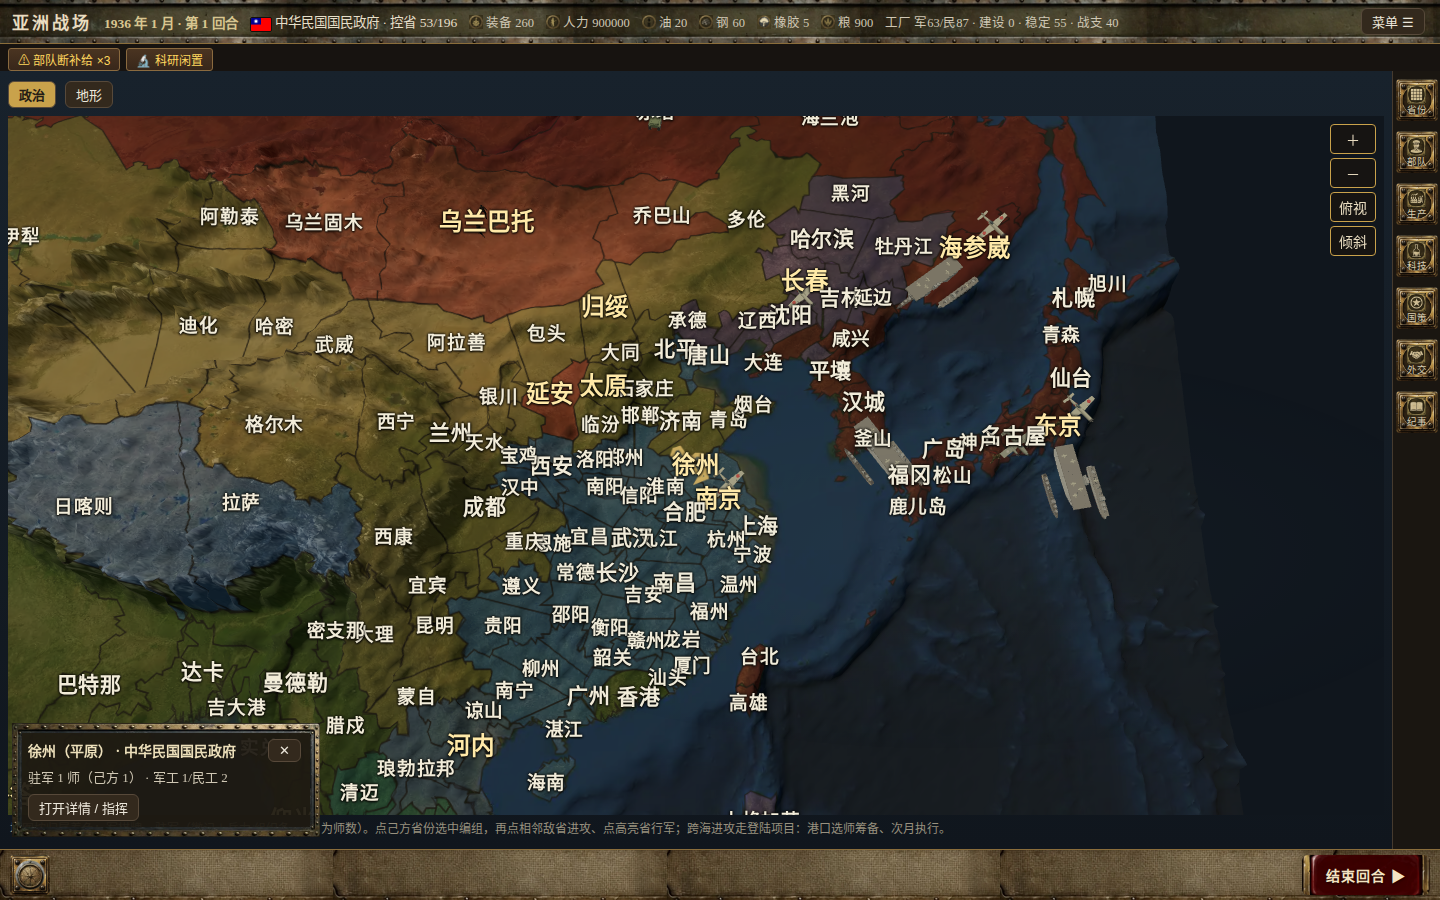 亚洲战场 1936 年 1 月 · 第 1 回合 中华民国国民政府 · 控省 53/196 装备 260 人力 900000 油 20 钢 60 橡胶 5 粮 900 工厂 军63/民87 · 建设 0 · 稳定 55 · 战支 40 菜单 ☰
⚠ 部队断补给 ×3 科研闲置
政治 地形
海兰泡
省份
部队
生产
科技
国策
外交
纪事
＋
－
俯视
倾斜
黑河
阿勒泰 乌兰固木 乌兰巴托 乔巴山 多伦
伊犁 哈尔滨 牡丹江 海参崴
长春 吉林 延边 旭川
札幌
归绥
迪化 哈密 武威 阿拉善 包头 承德 辽西 沈阳
大同 北平 唐山 大连 咸兴 青森
平壤 仙台
银川 延安 太原 石家庄 烟台 汉城
格尔木 西宁 兰州 天水 临汾 邯郸 济南 青岛 釜山 广岛 神户 名古屋 东京
宝鸡 西安 洛阳 郑州 徐州 福冈 松山
日喀则 拉萨 成都 汉中 南阳 信阳 淮南 南京 合肥 鹿儿岛
西康 重庆 恩施 宜昌 武汉 九江 杭州 上海
宁波
宜宾 遵义 常德 长沙 吉安 南昌 温州
密支那 大理 昆明 贵阳 邵阳 衡阳 赣州 龙岩 福州
巴特那 达卡 曼德勒 柳州 韶关 汕头 厦门 台北
吉大港 蒙自 南宁 广州 香港 高雄
腊戍 谅山 湛江
河内
琅勃拉邦 海南
清迈
徐州（平原） · 中华民国国民政府 ✕
驻军 1 师（己方 1） · 军工 1/民工 2
打开详情 / 指挥
为师数）。点己方省份选中编组，再点相邻敌省进攻、点高亮省行军；跨海进攻走登陆项目：港口选师筹备、次月执行。
结束回合 ▶